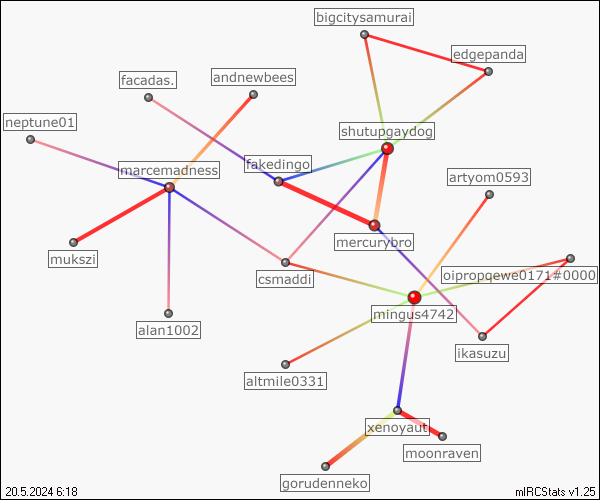 bigcitysamurai
edgepanda
facadas.
andnewbees
neptune01
shutupgaydog
marcemadness
fakedingo
artyom0593
mercurybro
mukszi
csmaddi
oipropqewe0171#0000
mingus4742
alan1002
ikasuzu
altmile0331
xenoyaut
moonraven
gorudenneko
20.5.2024 6:18
mIRCStats v1.25